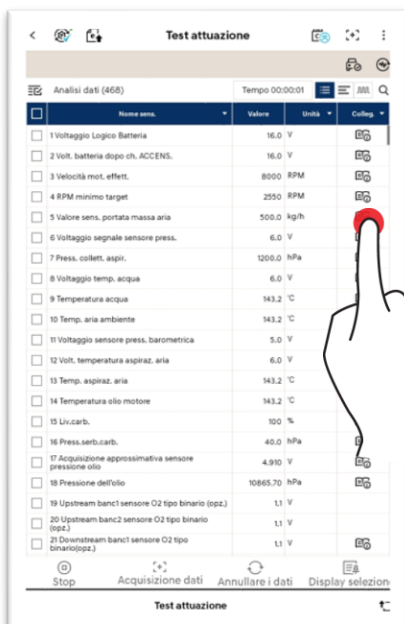 Test attuazione
Analisi dati (468) Tempo 00:00:01
Nome sens. Valore Unità Colleg.
1 Voltaggio Logico Batteria 16.0 V
2 Volt. batteria dopo ch. ACCENS. 16.0 V
3 Velocità mot. effett. 8000 RPM
4 RPM minimo target 2550 RPM
5 Valore sens. portata massa aria 500.0 kg/h
6 Voltaggio segnale sensore press. 6.0 V
7 Press. collett. aspir. 1200.0 hPa
8 Voltaggio temp. acqua 6.0 V
9 Temperatura acqua 143.2 °C
10 Temp. aria ambiente 143.2 °C
11 Voltaggio sensore press. barometrica 5.0 V
12 Volt. temperatura aspiraz. aria 6.0 V
13 Temp. aspiraz. aria 143.2 °C
14 Temperatura olio motore 143.2 °C
15 Liv.carb. 100 %
16 Press.serb.carb. 40.0 hPa
17 Acquisizione approssimativa sensore
pressione olio 4.910 V
18 Pressione dell'olio 10865.70 hPa
19 Upstream banc1 sensore O2 tipo binario (opz.) 1.1 V
20 Upstream banc2 sensore O2 tipo binario
(opz.) 1.1 V
21 Downstream banc1 sensore O2 tipo
binario(opz.) 1.1 V
Stop Acquisizione dati Annullare i dati Display selezion
Test attuazione